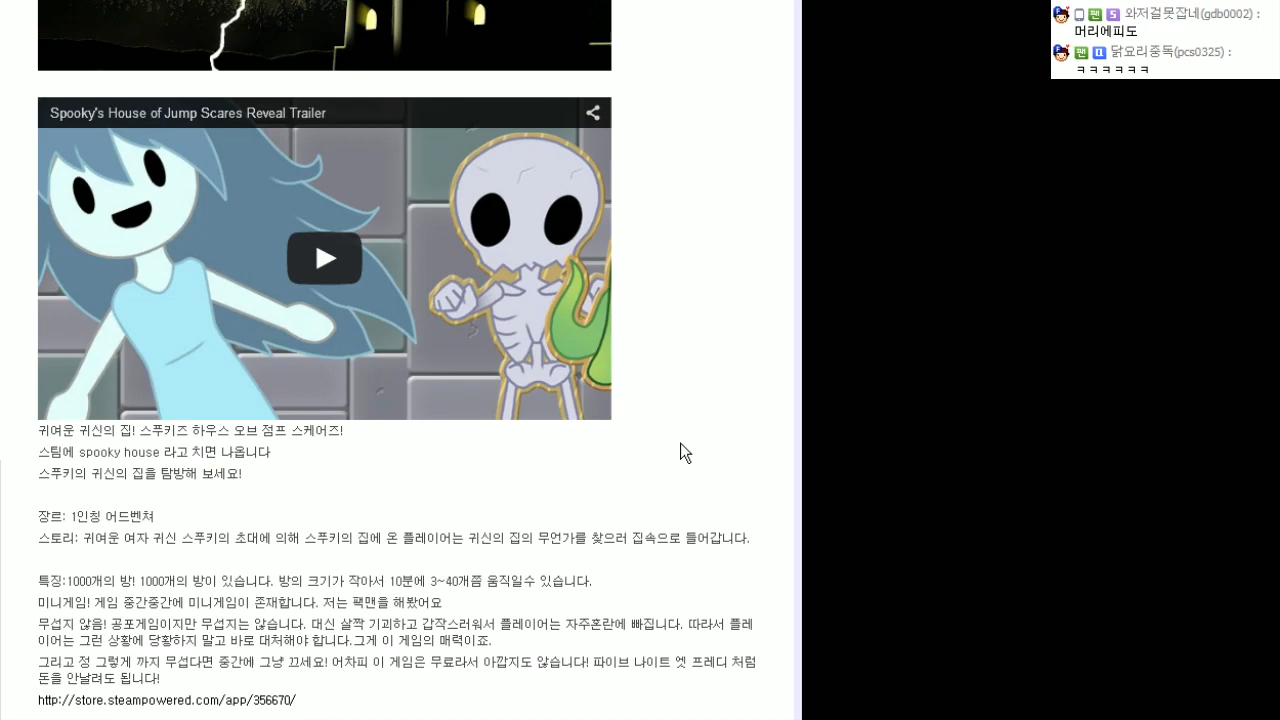 Spooky's House of Jump Scares Reveal Trailer
귀여운 귀신의 집! 스푸키즈 하우스 오브 점프 스케어즈!
스팀에 spooky house 라고 치면 나옵니다
스푸키의 귀신의 집을 탐방해 보세요!
장르: 1인칭 어드벤쳐
스토리: 귀여운 여자 귀신 스푸키의 초대에 의해 스푸키의 집에 온 플레이어는 귀신의 집의 무언가를 찾으러 집속으로 들어갑니다.
특징:1000개의 방! 1000개의 방이 있습니다. 방의 크기가 작아서 10분에 3~40개쯤 움직일수 있습니다.
미니게임! 게임 중간중간에 미니게임이 존재합니다. 저는 팩맨을 해봤어요
무섭지 않음! 공포게임이지만 무섭지는 않습니다. 대신 살짝 기괴하고 갑작스러워서 플레이어는 자주혼란에 빠집니다. 따라서 플레
이어는 그런 상황에 당황하지 말고 바로 대처해야 합니다.그게 이 게임의 매력이죠.
그리고 정 그렇게 까지 무섭다면 중간에 그냥 끄세요! 어차피 이 게임은 무료라서 아깝지도 않습니다! 파이브 나이트 엣 프레디 처럼
돈을 안날려도 됩니다!
http://store.steampowered.com/app/356670/
팬 S 와저걸못잡네(gdb0002) :
머리에피도
팬 닭요리중독(pcs0325) :
ㅋㅋㅋㅋㅋㅋ